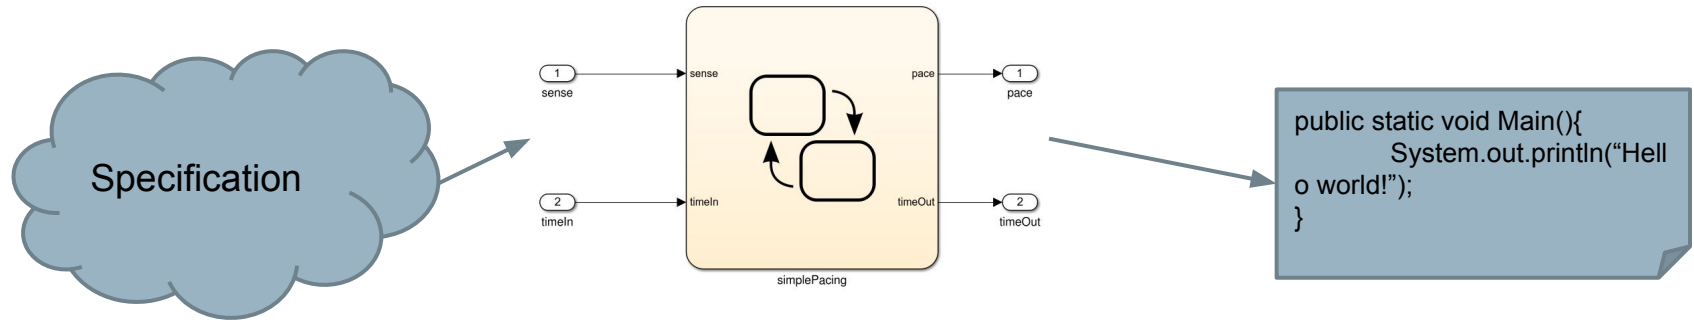 Specification
1
sense
2
timeIn
sense
timeIn
pace
timeOut
simplePacing
1
pace
2
timeOut
public static void Main(){
System.out.println(“Hell
o world!”);
}